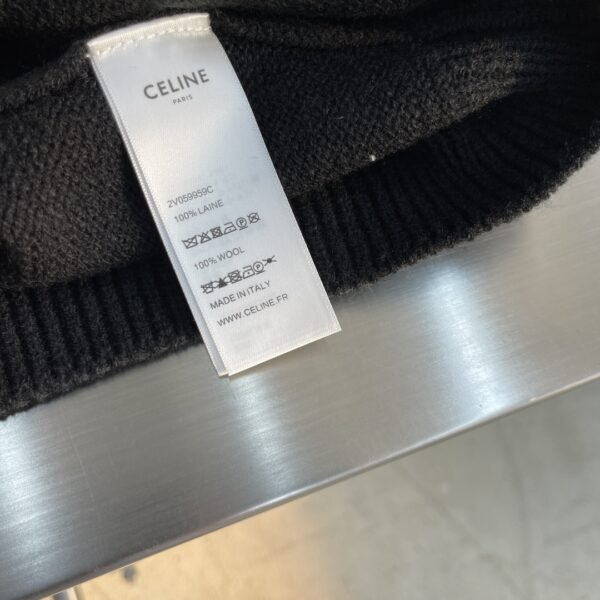 CELINE
PARIS
2V059959C
100% LAINE
100% WOOL
MADE IN ITALY
WWW.CELINE.FR